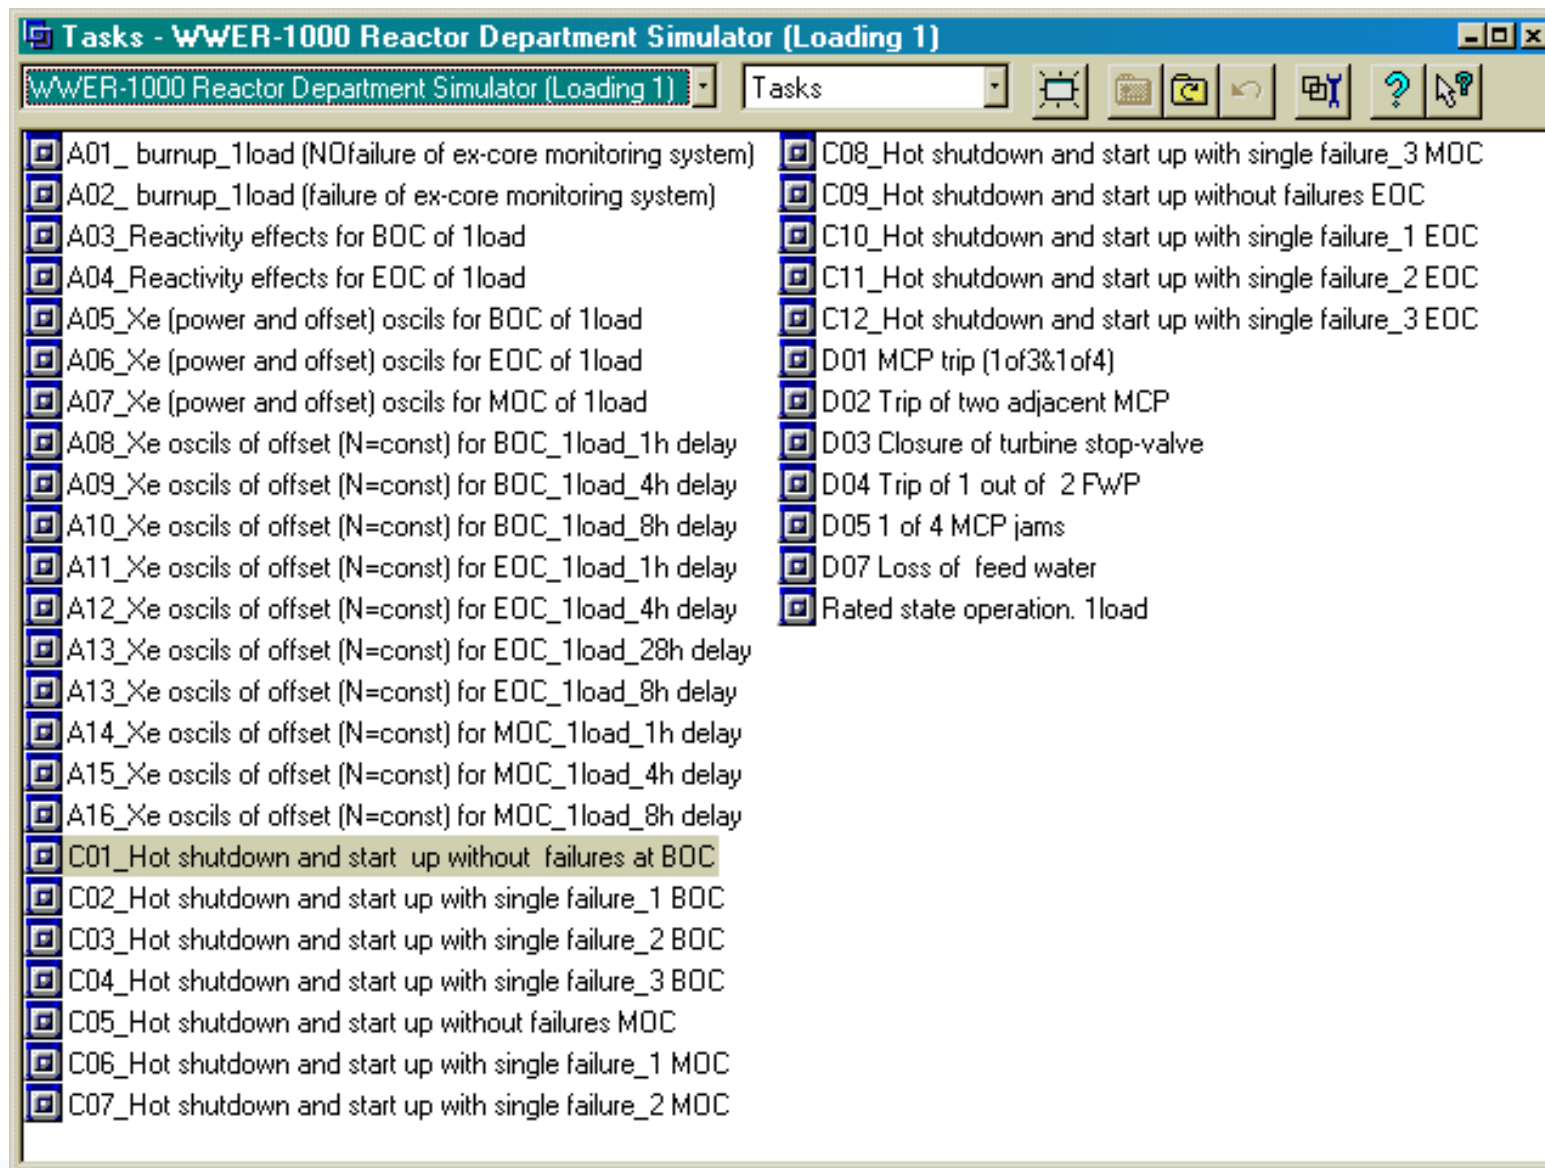 Tasks - WWER-1000 Reactor Department Simulator (Loading 1)
WWER-1000 Reactor Department Simulator (Loading 1) Tasks
A01_ burnup_1load (NOfailure of ex-core monitoring system)
A02_ burnup_1load (failure of ex-core monitoring system)
A03_Reactivity effects for BOC of 1load
A04_Reactivity effects for EOC of 1load
A05_Xe (power and offset) oscils for BOC of 1load
A06_Xe (power and offset) oscils for EOC of 1load
A07_Xe (power and offset) oscils for MOC of 1load
A08_Xe oscils of offset (N=const) for BOC_1load_1h delay
A09_Xe oscils of offset (N=const) for BOC_1load_4h delay
A10_Xe oscils of offset (N=const) for BOC_1load_8h delay
A11_Xe oscils of offset (N=const) for EOC_1load_1h delay
A12_Xe oscils of offset (N=const) for EOC_1load_4h delay
A13_Xe oscils of offset (N=const) for EOC_1load_28h delay
A13_Xe oscils of offset (N=const) for EOC_1load_8h delay
A14_Xe oscils of offset (N=const) for MOC_1load_1h delay
A15_Xe oscils of offset (N=const) for MOC_1load_4h delay
A16_Xe oscils of offset (N=const) for MOC_1load_8h delay
C01_Hot shutdown and start  up without  failures at BOC
C02_Hot shutdown and start up with single failure_1 BOC
C03_Hot shutdown and start up with single failure_2 BOC
C04_Hot shutdown and start up with single failure_3 BOC
C05_Hot shutdown and start up without failures MOC
C06_Hot shutdown and start up with single failure_1 MOC
C07_Hot shutdown and start up with single failure_2 MOC
C08_Hot shutdown and start up with single failure_3 MOC
C09_Hot shutdown and start up without failures EOC
C10_Hot shutdown and start up with single failure_1 EOC
C11_Hot shutdown and start up with single failure_2 EOC
C12_Hot shutdown and start up with single failure_3 EOC
D01 MCP trip (1of3&1of4)
D02 Trip of two adjacent MCP
D03 Closure of turbine stop-valve
D04 Trip of 1 out of  2 FWP
D05 1 of 4 MCP jams
D07 Loss of  feed water
Rated state operation. 1load